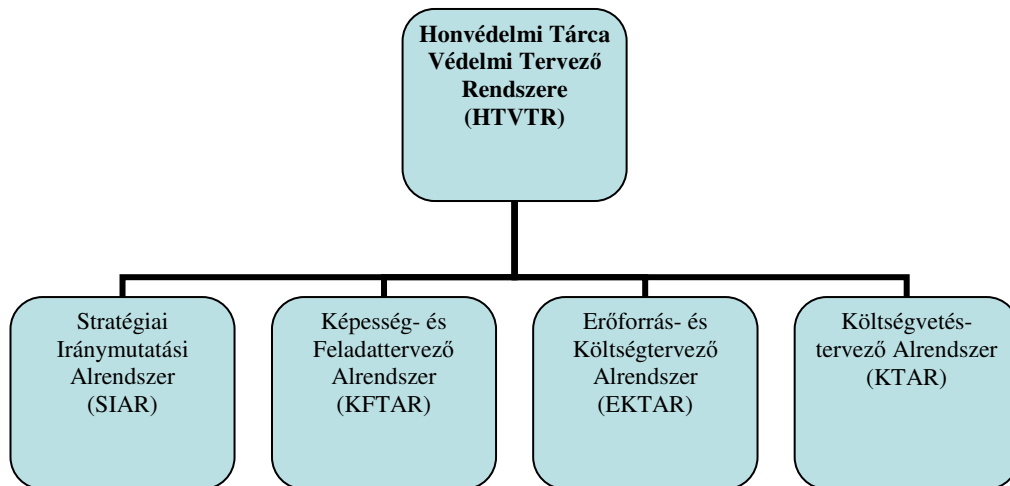 Honvédelmi Tárca
Védelmi Tervező
Rendszere
(HTVTR)
Stratégiai
Iránymutatási
Alrendszer
(SIAR)
Képesség- és
Feladattervező
Alrendszer
(KFTAR)
Erőforrás- és
Költségtervező
Alrendszer
(EKTAR)
Költségvetés-
tervező Alrendszer
(KTAR)